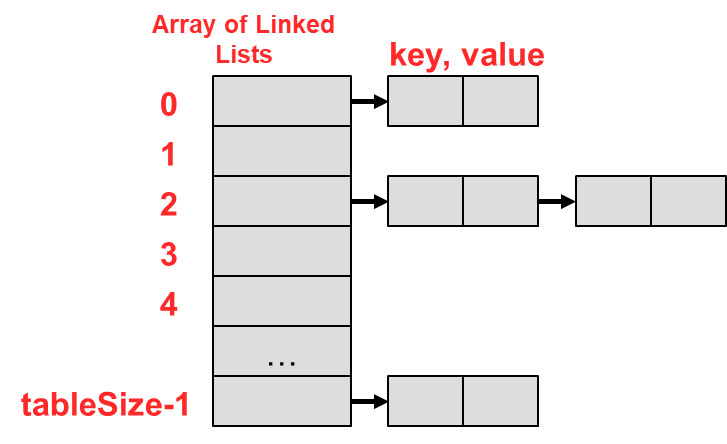 Array of Linked
Lists
key, value
0
1
2
3
4
...
tableSize-1